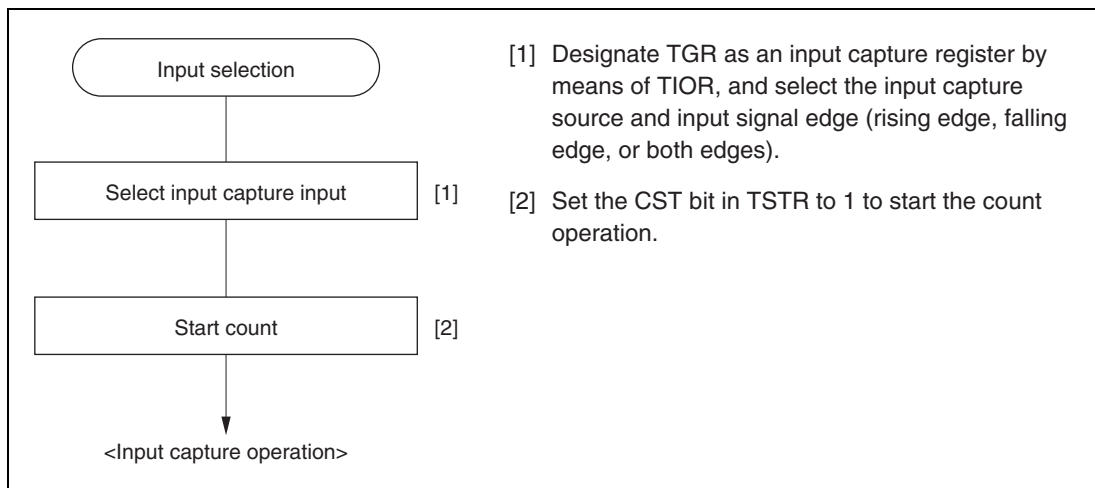 Input selection
Select input capture input [1]
Start count [2]
<Input capture operation>
[1] Designate TGR as an input capture register by
means of TIOR, and select the input capture
source and input signal edge (rising edge, falling
edge, or both edges).
[2] Set the CST bit in TSTR to 1 to start the count
operation.